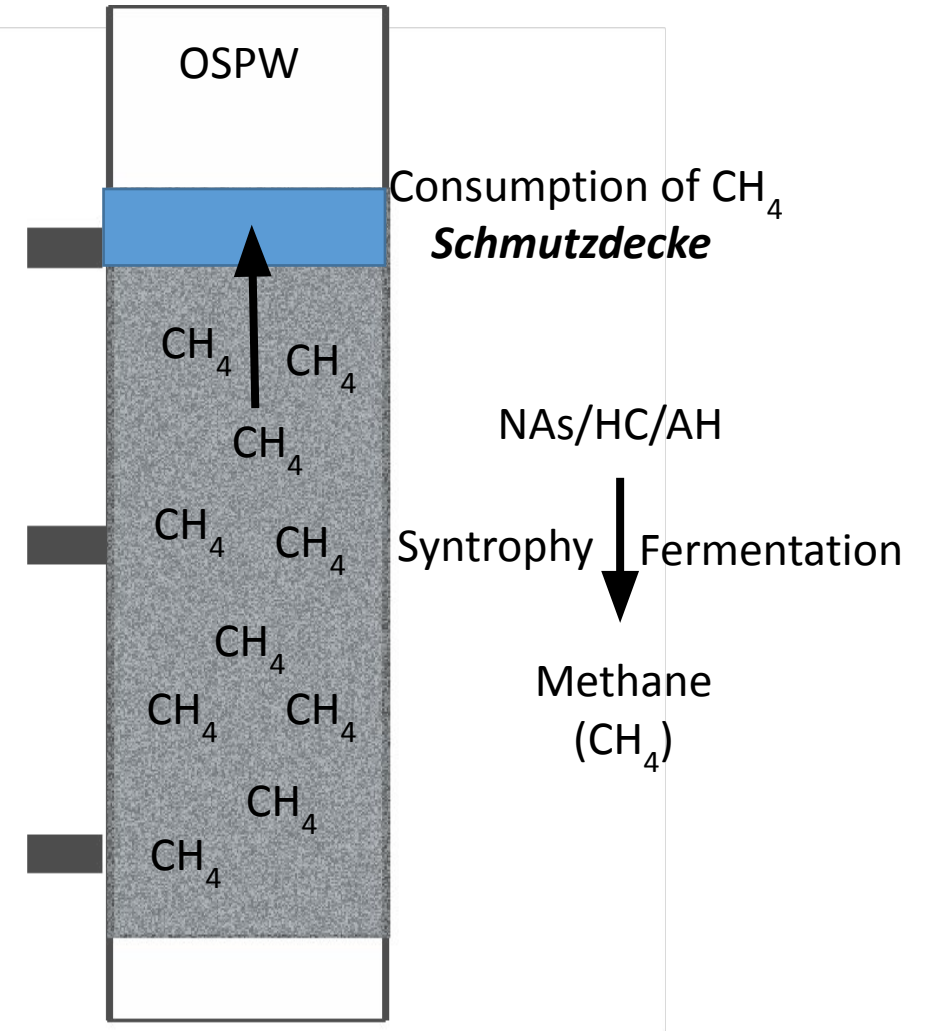 OSPW
Consumption of CH₄
Schmutzdecke
CH₄ CH₄
CH₄
NAs/HC/AH
CH₄ CH₄
Syntrophy Fermentation
CH₄
Methane
CH₄ CH₄
(CH₄)
CH₄
CH₄